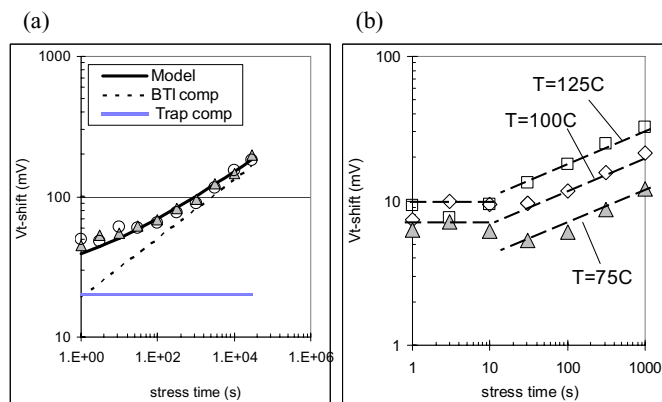 (a)
1000
100
10
Vt-shift (mV)
Model
BTI comp
Trap comp
1.E+00 1.E+02 1.E+04 1.E+06
stress time (s)
(b)
100
10
1
Vt-shift (mV)
T=125C
T=100C
T=75C
1 10 100 1000
stress time (s)